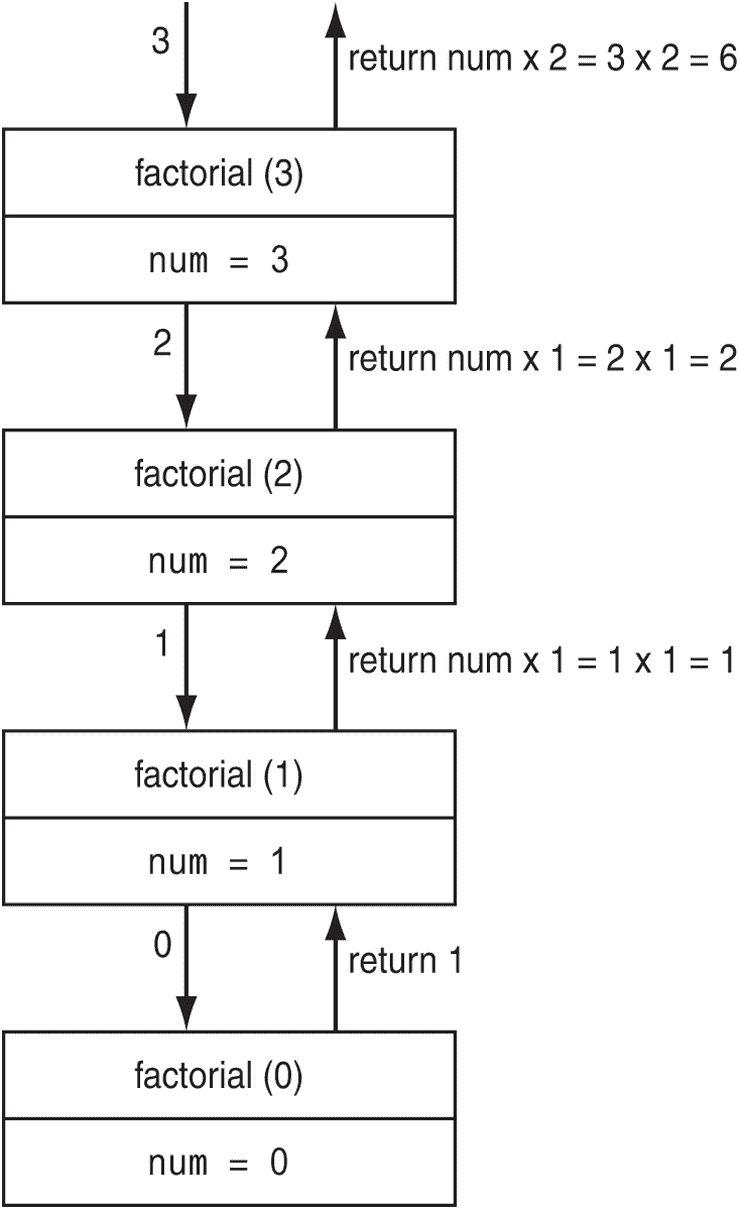 3
return num x 2 = 3 x 2 = 6
factorial (3)
num = 3
2
return num x 1 = 2 x 1 = 2
factorial (2)
num = 2
1
return num x 1 = 1 x 1 = 1
factorial (1)
num = 1
0
return 1
factorial (0)
num = 0